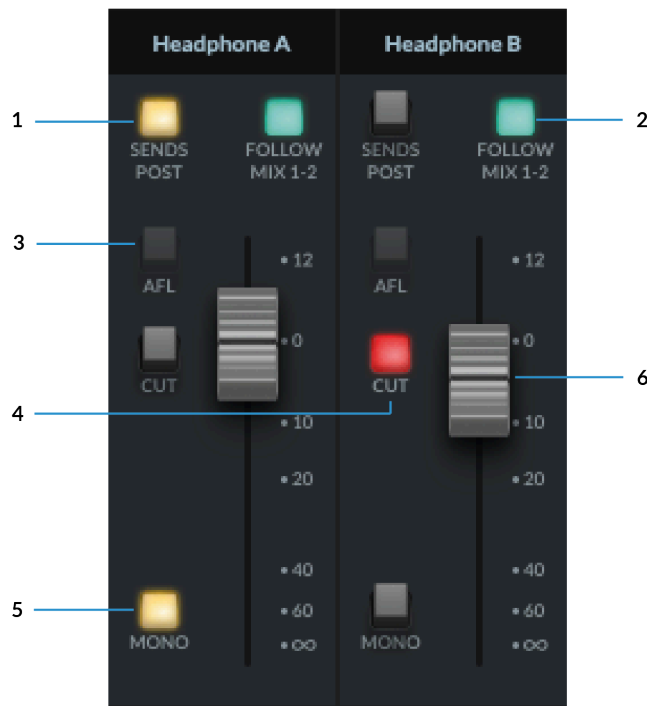 Headphone A
Headphone B
1
SENDS
POST
FOLLOW
MIX 1-2
SENDS
POST
FOLLOW
MIX 1-2
2
3
AFL
12
AFL
12
CUT
0
CUT
0
4
6
10
10
20
20
40
40
5
MONO
60
∞
MONO
60
∞